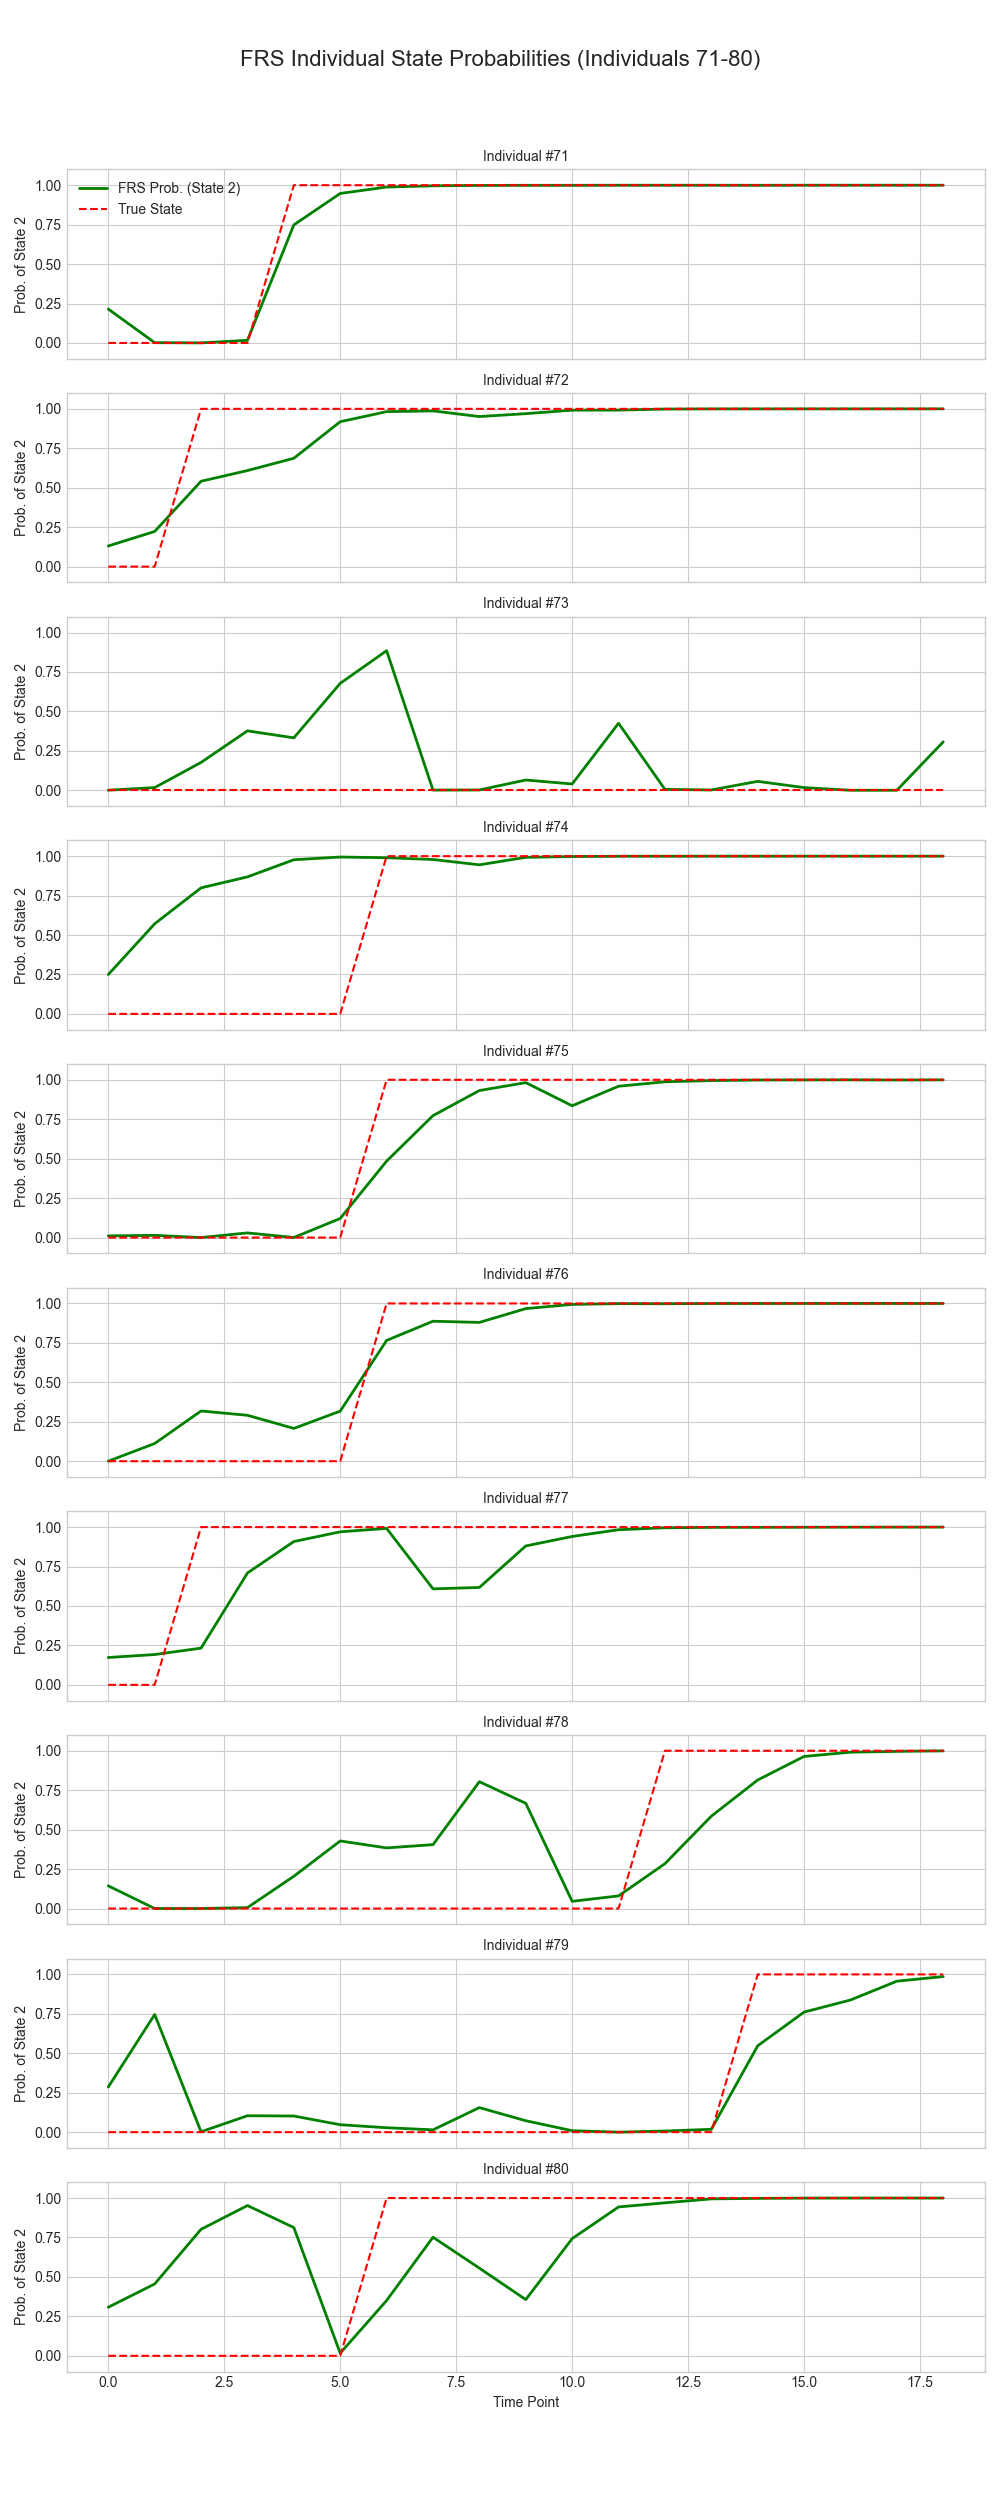 FRS Individual State Probabilities (Individuals 71-80)
Individual #71
FRS Prob. (State 2)
True State
1.00
0.75
0.50
0.25
0.00
Prob. of State 2
Individual #72
1.00
0.75
0.50
0.25
0.00
Prob. of State 2
Individual #73
1.00
0.75
0.50
0.25
0.00
Prob. of State 2
Individual #74
1.00
0.75
0.50
0.25
0.00
Prob. of State 2
Individual #75
1.00
0.75
0.50
0.25
0.00
Prob. of State 2
Individual #76
1.00
0.75
0.50
0.25
0.00
Prob. of State 2
Individual #77
1.00
0.75
0.50
0.25
0.00
Prob. of State 2
Individual #78
1.00
0.75
0.50
0.25
0.00
Prob. of State 2
Individual #79
1.00
0.75
0.50
0.25
0.00
Prob. of State 2
Individual #80
1.00
0.75
0.50
0.25
0.00
Prob. of State 2
0.0 2.5 5.0 7.5 10.0 12.5 15.0 17.5
Time Point